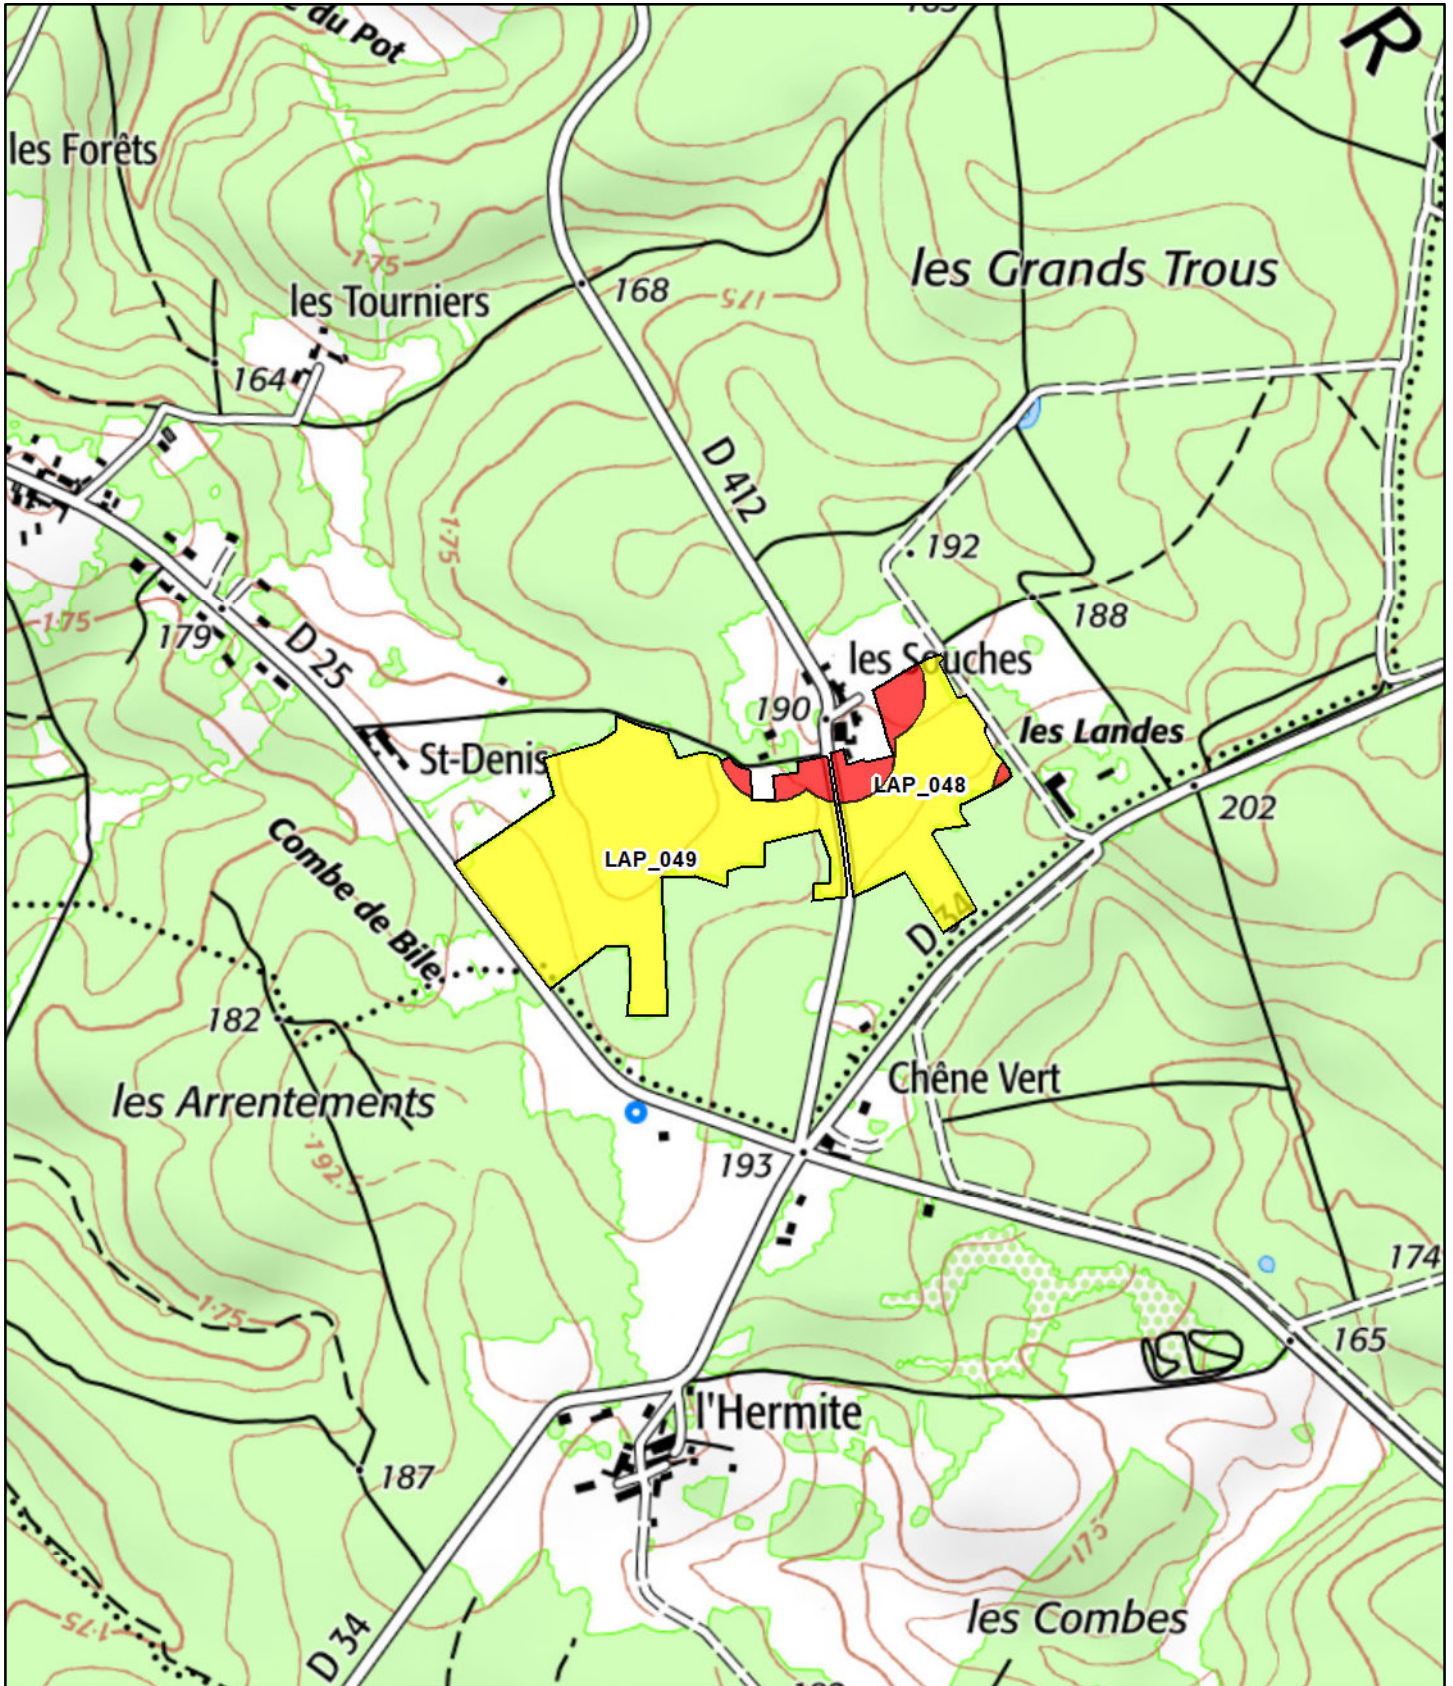 du Pot
R
les Forêts
les Grands Trous
175
168
175
les Tourniers
164
D 412
175
192
188
175
179
D 25
les Souches
190
les Landes
St-Denis
LAP_048
202
LAP_049
Combe de Bile
D 34
182
Chêne Vert
les Arrentements
192.5
193
174
175
165
l'Hermite
187
175
les Combes
175
D 34